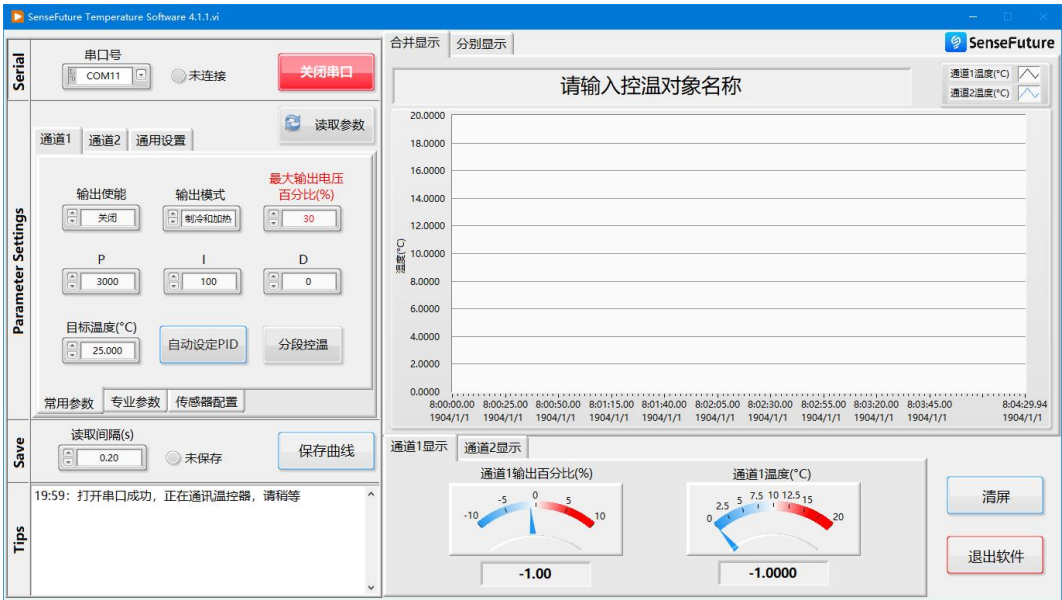 SenseFuture Temperature Software 4.1.1.vi
Serial
串口号
COM11
未连接
关闭串口
Parameter Settings
读取参数
通道1 通道2 通用设置
输出使能
关闭
输出模式
制冷和加热
最大输出电压
百分比(%)
30
P
3000
I
100
D
0
目标温度(°C)
25.000
自动设定PID
分段控温
常用参数 专业参数 传感器配置
Save
读取间隔(s)
0.20
未保存
保存曲线
Tips
19:59：打开串口成功，正在通讯温控器，请稍等
合并显示 分别显示
SenseFuture
请输入控温对象名称
通道1温度(°C)
通道2温度(°C)
温度(°C)
20.0000
18.0000
16.0000
14.0000
12.0000
10.0000
8.0000
6.0000
4.0000
2.0000
0.0000
8:00:00.00 8:00:25.00 8:00:50.00 8:01:15.00 8:01:40.00 8:02:05.00 8:02:30.00 8:02:55.00 8:03:20.00 8:03:45.00 8:04:29.94
1904/1/1 1904/1/1 1904/1/1 1904/1/1 1904/1/1 1904/1/1 1904/1/1 1904/1/1 1904/1/1 1904/1/1 1904/1/1
通道1显示 通道2显示
通道1输出百分比(%)
-10 -5 0 5 10
-1.00
通道1温度(°C)
0 2.5 5 7.5 10 12.5 15 20
-1.0000
清屏
退出软件